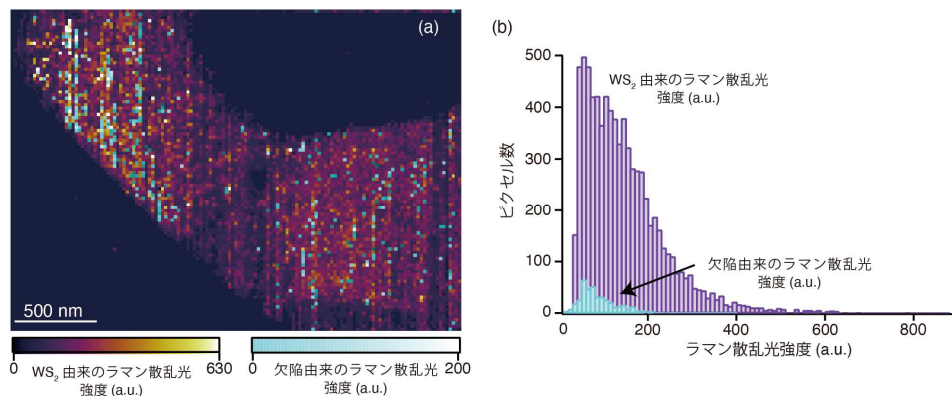 (a)
500 nm
0
630
WS₂ 由来のラマン散乱光
強度 (a.u.)
0
200
欠陥由来のラマン散乱光
強度 (a.u.)
(b)
500
400
300
200
100
0
ピクセル数
WS₂ 由来のラマン散乱光
強度 (a.u.)
欠陥由来のラマン散乱光
強度 (a.u.)
0
200
400
600
800
ラマン散乱光強度 (a.u.)